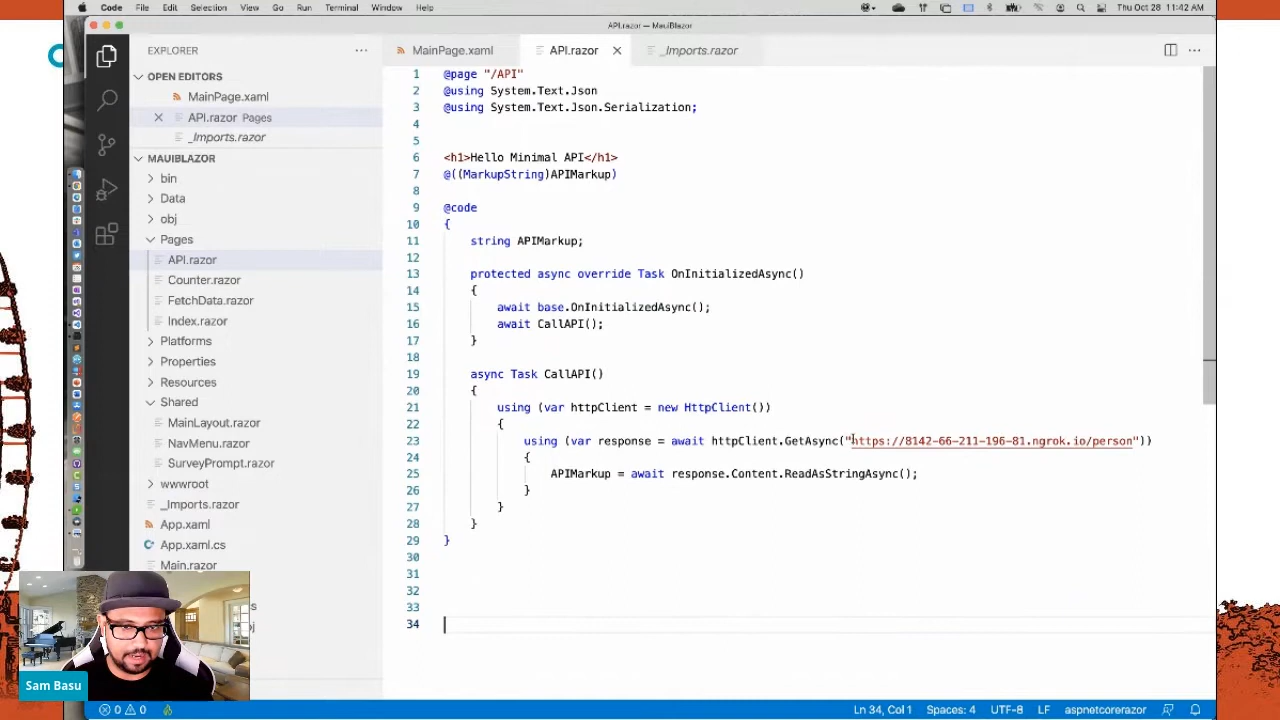 Code File Edit Selection View Go Run Terminal Window Help Thu Oct 28 11:42 AM
API.razor — MauiBlazor
EXPLORER
MainPage.xaml API.razor _Imports.razor
OPEN EDITORS
MainPage.xaml
API.razor Pages
_Imports.razor
MAUIBLAZOR
bin
Data
obj
Pages
API.razor
Counter.razor
FetchData.razor
Index.razor
Platforms
Properties
Resources
Shared
MainLayout.razor
NavMenu.razor
SurveyPrompt.razor
wwwroot
_Imports.razor
App.xaml
App.xaml.cs
Main.razor
1 @page "/API"
2 @using System.Text.Json
3 @using System.Text.Json.Serialization;
4
5
6 <h1>Hello Minimal API</h1>
7 @((MarkupString)APIMarkup)
8
9 @code
10 {
11 string APIMarkup;
12
13 protected async override Task OnInitializedAsync()
14 {
15 await base.OnInitializedAsync();
16 await CallAPI();
17 }
18
19 async Task CallAPI()
20 {
21 using (var httpClient = new HttpClient())
22 {
23 using (var response = await httpClient.GetAsync("https://8142-66-211-196-81.ngrok.io/person"))
24 {
25 APIMarkup = await response.Content.ReadAsStringAsync();
26 }
27 }
28 }
29 }
30
31
32
33
34
Sam Basu
0 0 Ln 34, Col 1 Spaces: 4 UTF-8 LF aspnetcorerazor